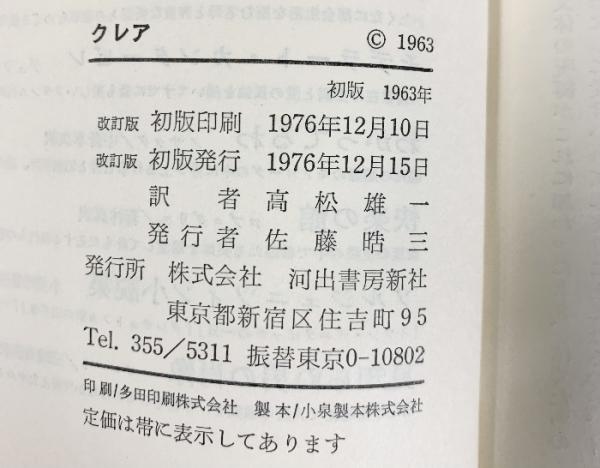 クレア
© 1963
初版 1963年
改訂版 初版印刷 1976年12月10日
改訂版 初版発行 1976年12月15日
訳者 高松雄一
発行者 佐藤晧三
発行所 株式会社 河出書房新社
東京都新宿区住吉町95
Tel. 355/5311 振替東京0-10802
印刷/多田印刷株式会社 製本/小泉製本株式会社
定価は帯に表示してあります